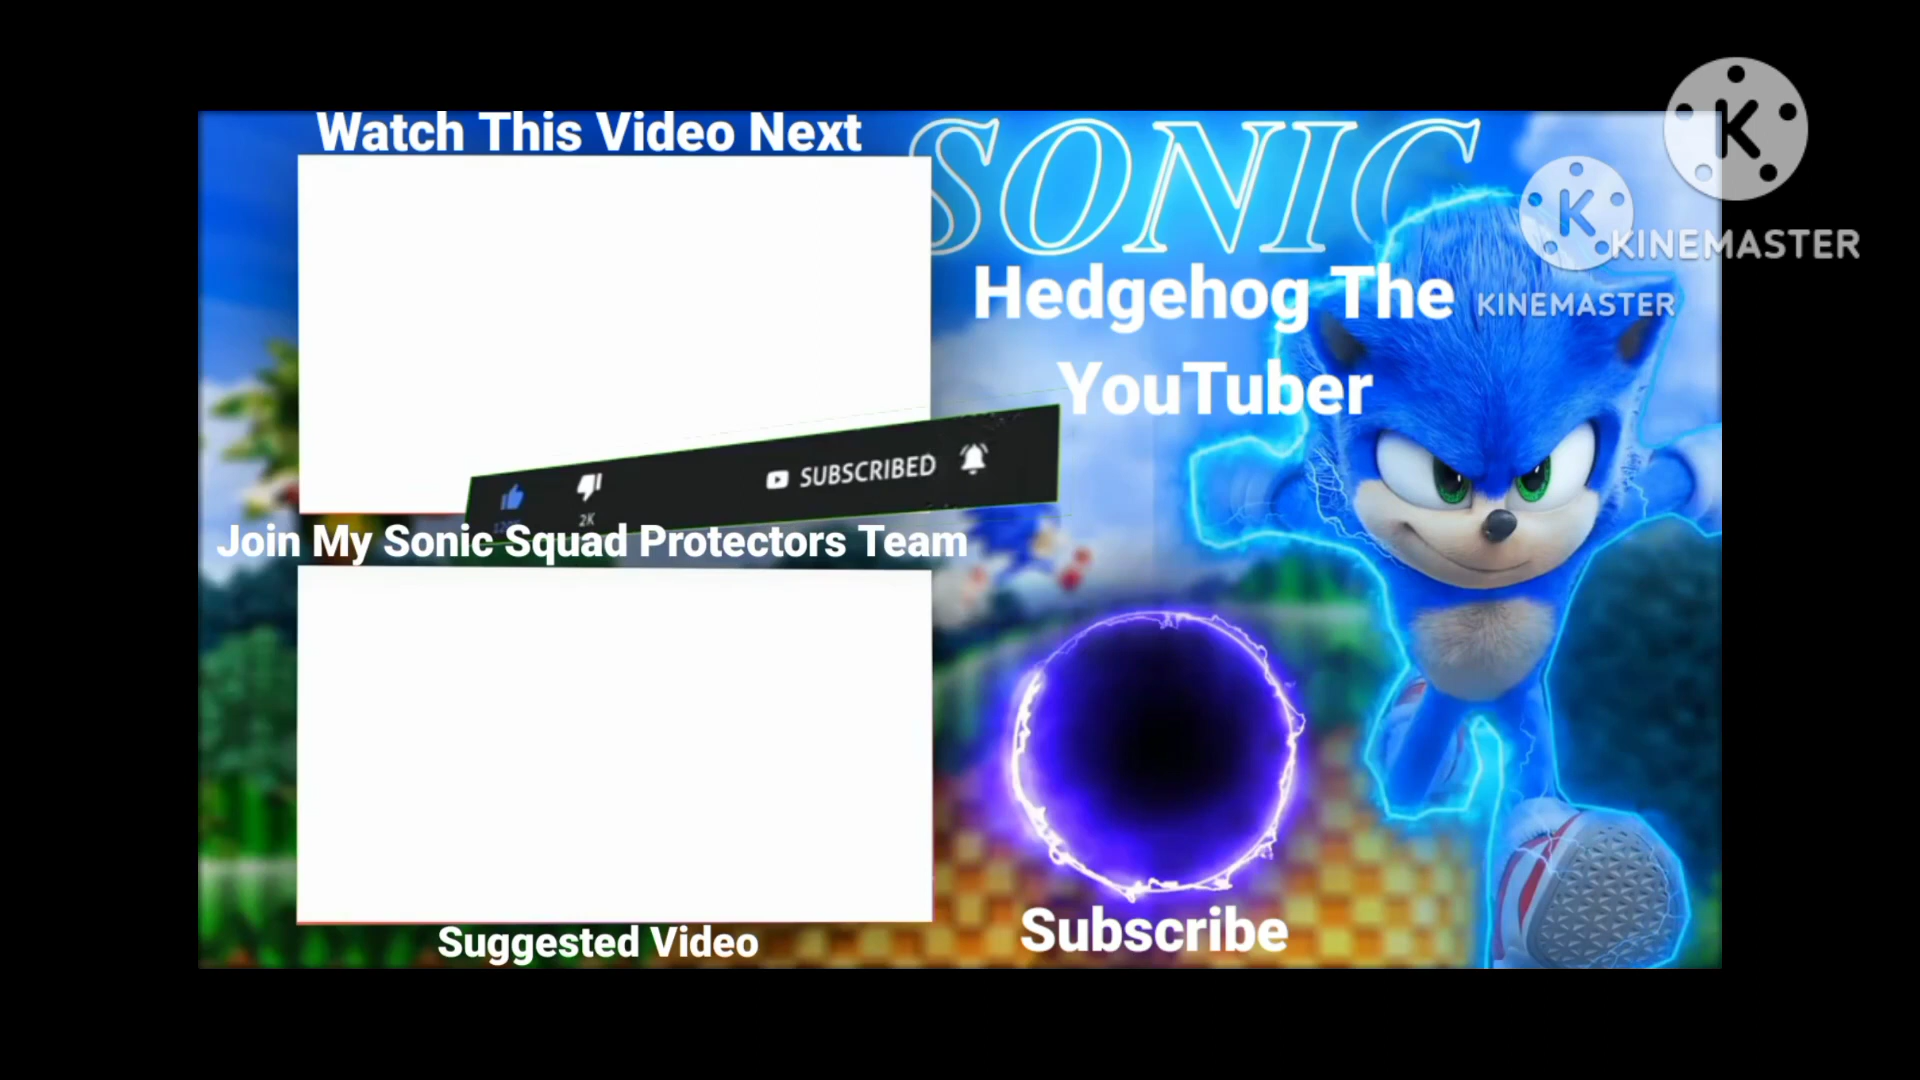 Watch This Video Next
SONIC
K
K
KINEMASTER
Hedgehog The
KINEMASTER
YouTuber
SUBSCRIBED
2K
Join My Sonic Squad Protectors Team
Subscribe
Suggested Video